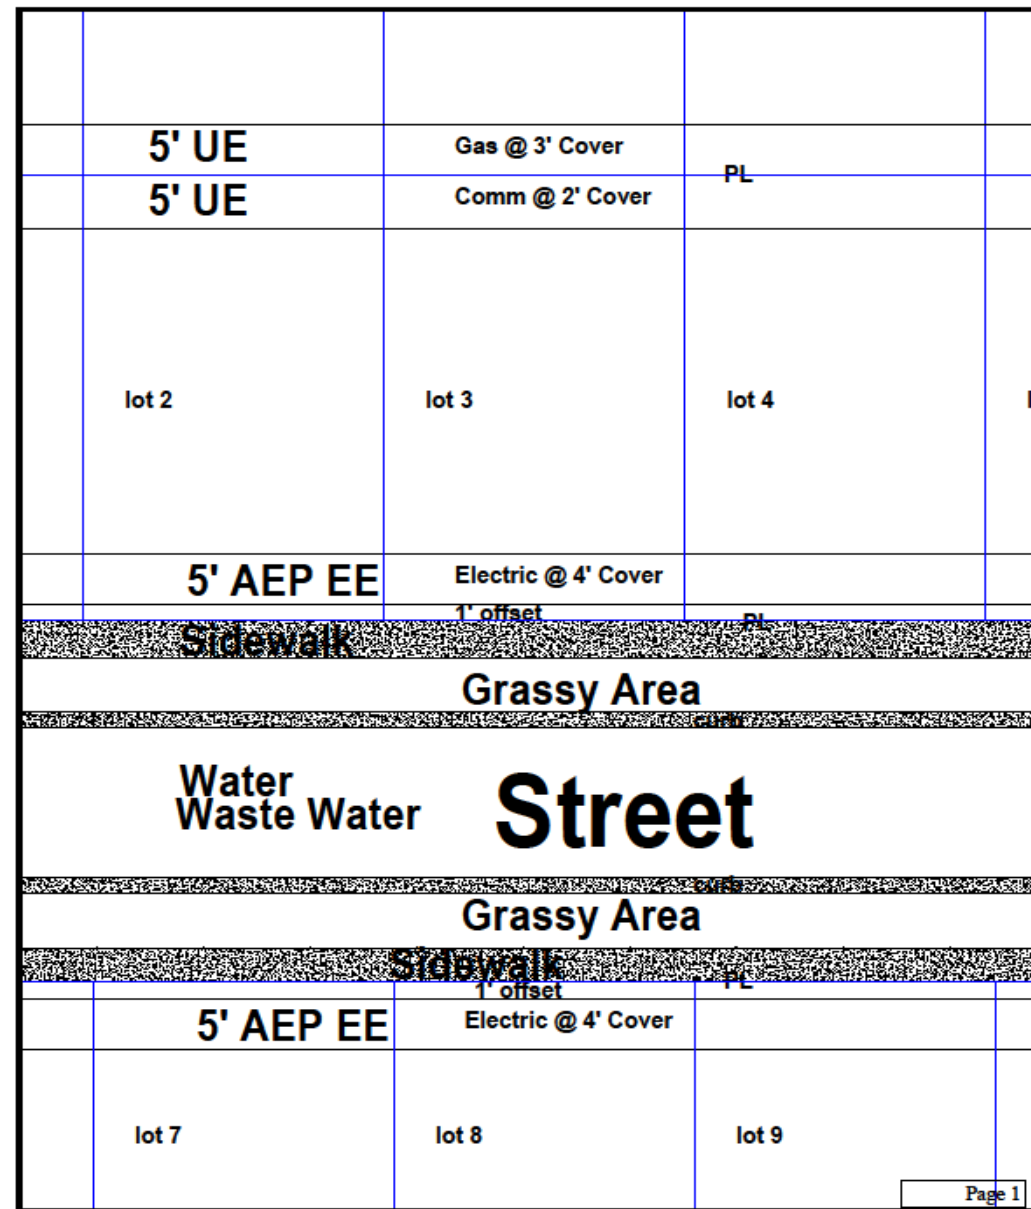 5' UE
Gas @ 3' Cover
PL
5' UE
Comm @ 2' Cover
lot 2
lot 3
lot 4
5' AEP EE
Electric @ 4' Cover
1' offset
PL
Sidewalk
Grassy Area
curb
Water
Waste Water
Street
curb
Grassy Area
Sidewalk
PL
1' offset
5' AEP EE
Electric @ 4' Cover
lot 7
lot 8
lot 9
Page 1